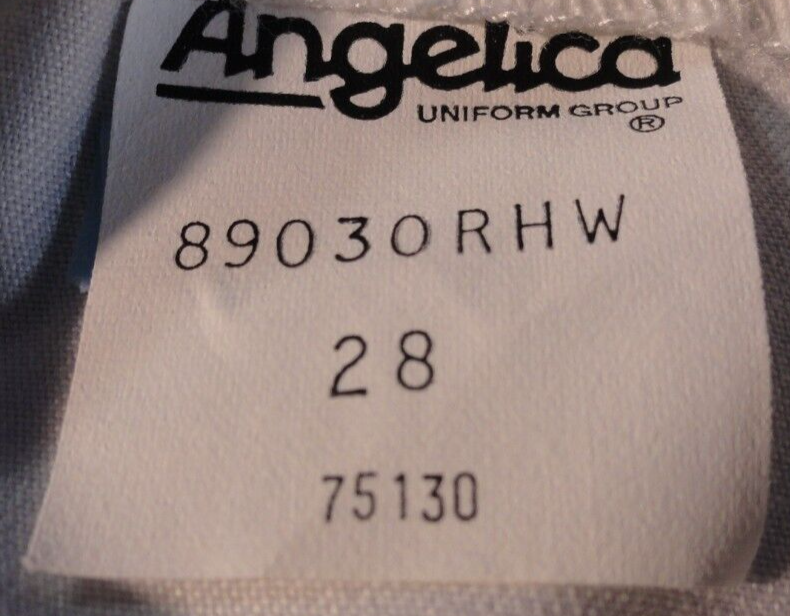 Angelica
UNIFORM GROUP
®
89030RHW
28
75130